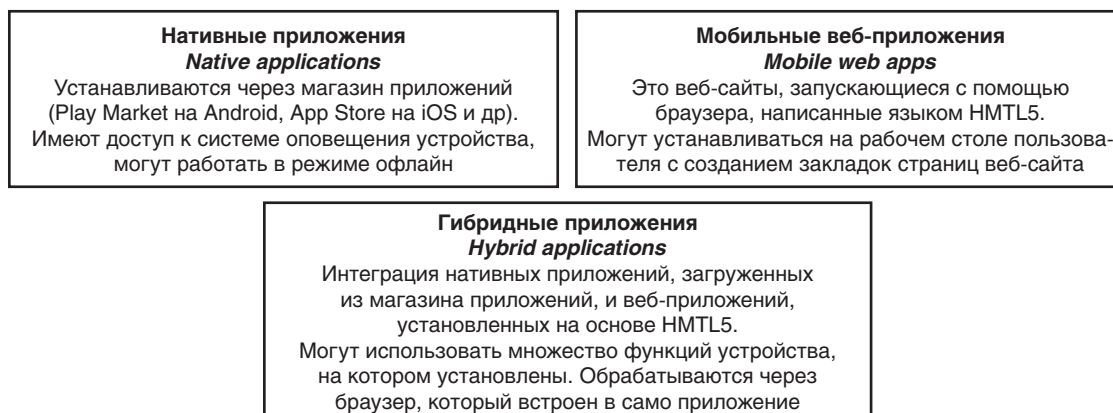 Нативные приложения
Native applications
Устанавливаются через магазин приложений
(Play Market на Android, App Store на iOS и др).
Имеют доступ к системе оповещения устройства,
могут работать в режиме офлайн
Мобильные веб-приложения
Mobile web apps
Это веб-сайты, запускающиеся с помощью
браузера, написанные языком HMTL5.
Могут устанавливаться на рабочем столе пользова-
теля с созданием закладок страниц веб-сайта
Гибридные приложения
Hybrid applications
Интеграция нативных приложений, загруженных
из магазина приложений, и веб-приложений,
установленных на основе HMTL5.
Могут использовать множество функций устройства,
на котором установлены. Обрабатываются через
браузер, который встроен в само приложение